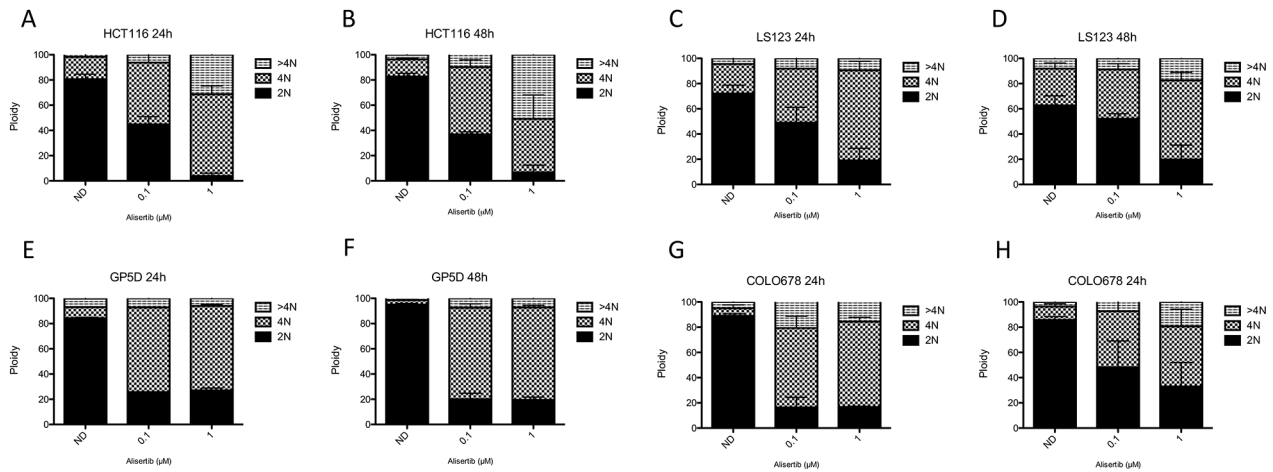 A
HCT116 24h
Ploidy
100
80
60
40
20
0
ND
0.1
1
Alisertib (µM)
>4N
4N
2N
B
HCT116 48h
Ploidy
100
80
60
40
20
0
ND
0.1
1
Alisertib (µM)
>4N
4N
2N
C
LS123 24h
Ploidy
100
80
60
40
20
0
ND
0.1
1
Alisertib (µM)
>4N
4N
2N
D
LS123 48h
Ploidy
100
80
60
40
20
0
ND
0.1
1
Alisertib (µM)
>4N
4N
2N
E
GP5D 24h
Ploidy
100
80
60
40
20
0
ND
0.1
1
Alisertib (µM)
>4N
4N
2N
F
GP5D 48h
Ploidy
100
80
60
40
20
0
ND
0.1
1
Alisertib (µM)
>4N
4N
2N
G
COLO678 24h
Ploidy
100
80
60
40
20
0
ND
0.1
1
Alisertib (µM)
>4N
4N
2N
H
COLO678 24h
Ploidy
100
80
60
40
20
0
ND
0.1
1
Alisertib (µM)
>4N
4N
2N